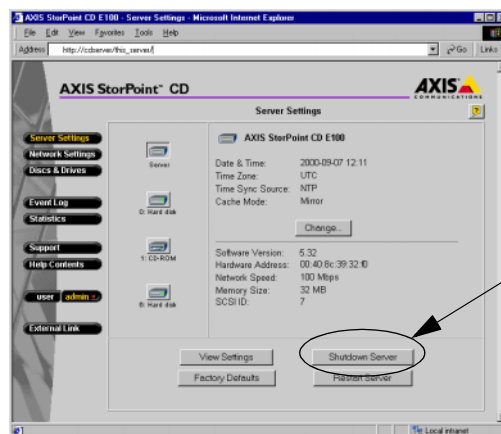 AXIS StorPoint CD E100 - Server Settings - Microsoft Internet Explorer
File Edit View Favorites Tools Help
Address http://cdserver/this_server/ Go Links
AXIS StorPoint™ CD
AXIS
COMMUNICATIONS
Server Settings
?
Server Settings
Network Settings
Discs & Drives
Event Log
Statistics
Support
Help Contents
user admin
External Link
Server
0: Hard disk
1: CD-ROM
6: Hard disk
AXIS StorPoint CD E100
Date & Time: 2000-09-07 12:11
Time Zone: UTC
Time Sync Source: NTP
Cache Mode: Mirror
Change...
Software Version: 5.32
Hardware Address: 00:40:8c:39:32:f0
Network Speed: 100 Mbps
Memory Size: 32 MB
SCSI ID: 7
View Settings Shutdown Server
Factory Defaults Restart Server
Local intranet